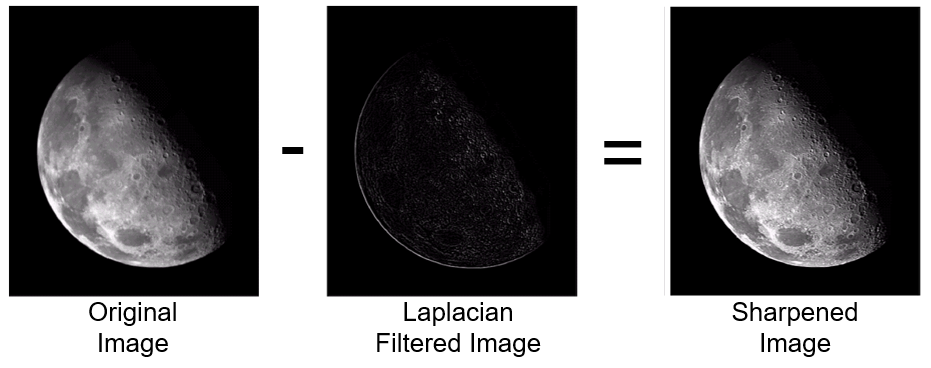 -
=
Original
Image
Laplacian
Filtered Image
Sharpened
Image